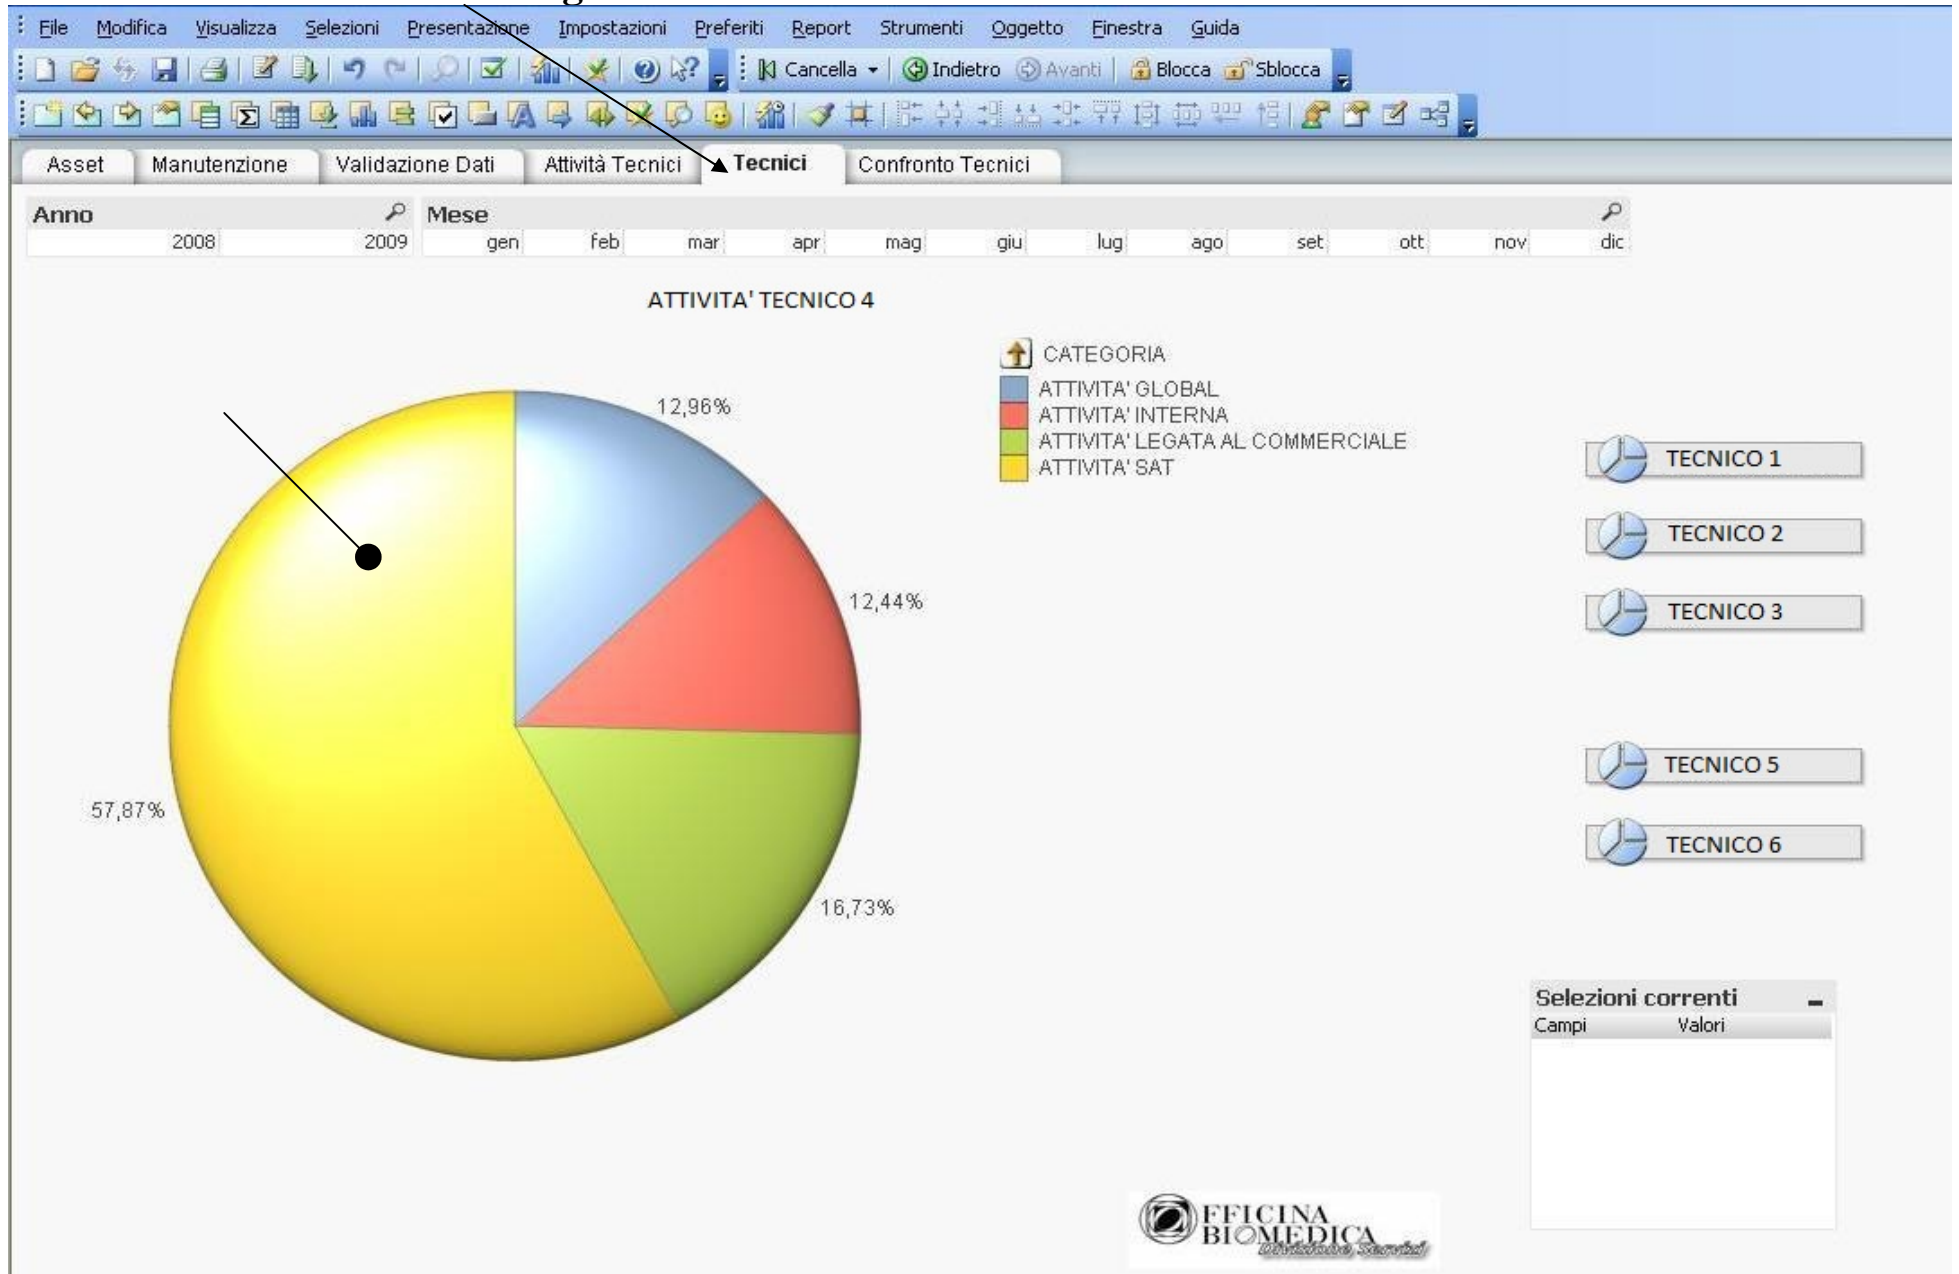 File Modifica Visualizza Selezioni Presentazione Impostazioni Preferiti Report Strumenti Oggetto Finestra Guida
Cancella Indietro Avanti Blocca Sblocca
Asset Manutenzione Validazione Dati Attività Tecnici Tecnici Confronto Tecnici
Anno Mese
2008 2009 gen feb mar apr mag giu lug ago set ott nov dic
ATTIVITA' TECNICO 4
CATEGORIA
ATTIVITA' GLOBAL
ATTIVITA' INTERNA
ATTIVITA' LEGATA AL COMMERCIALE
ATTIVITA' SAT
12,96%
12,44%
16,73%
57,87%
TECNICO 1
TECNICO 2
TECNICO 3
TECNICO 5
TECNICO 6
Selezioni correnti
Campi Valori
OFFICINA
BIOMEDICA
Divisione Servizi